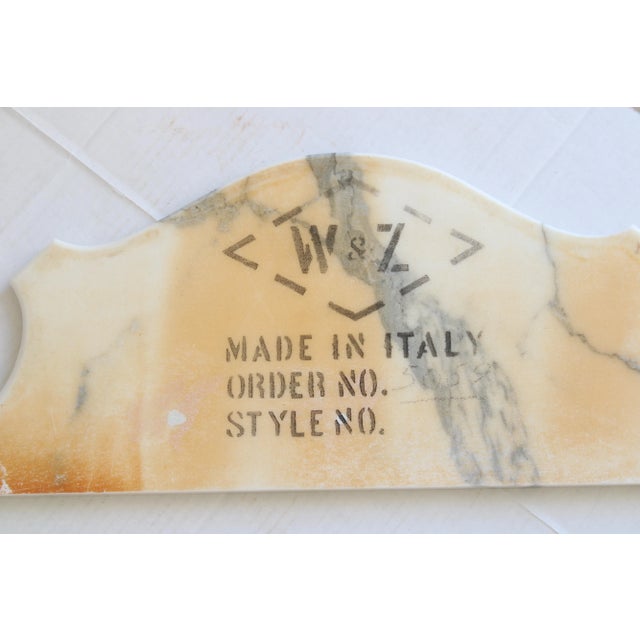 W & Z
MADE IN ITALY
ORDER NO.
STYLE NO.